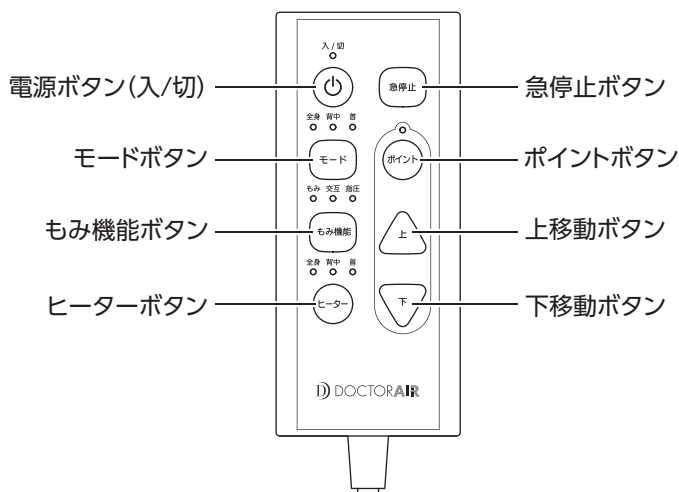 入/切
電源ボタン(入/切)
急停止
急停止ボタン
全身 背中 首
モードボタン
モード
ポイント
ポイントボタン
もみ 交互 指圧
もみ機能ボタン
もみ機能
上
上移動ボタン
全身 背中 首
ヒーターボタン
ヒーター
下
下移動ボタン
DOCTORAIR